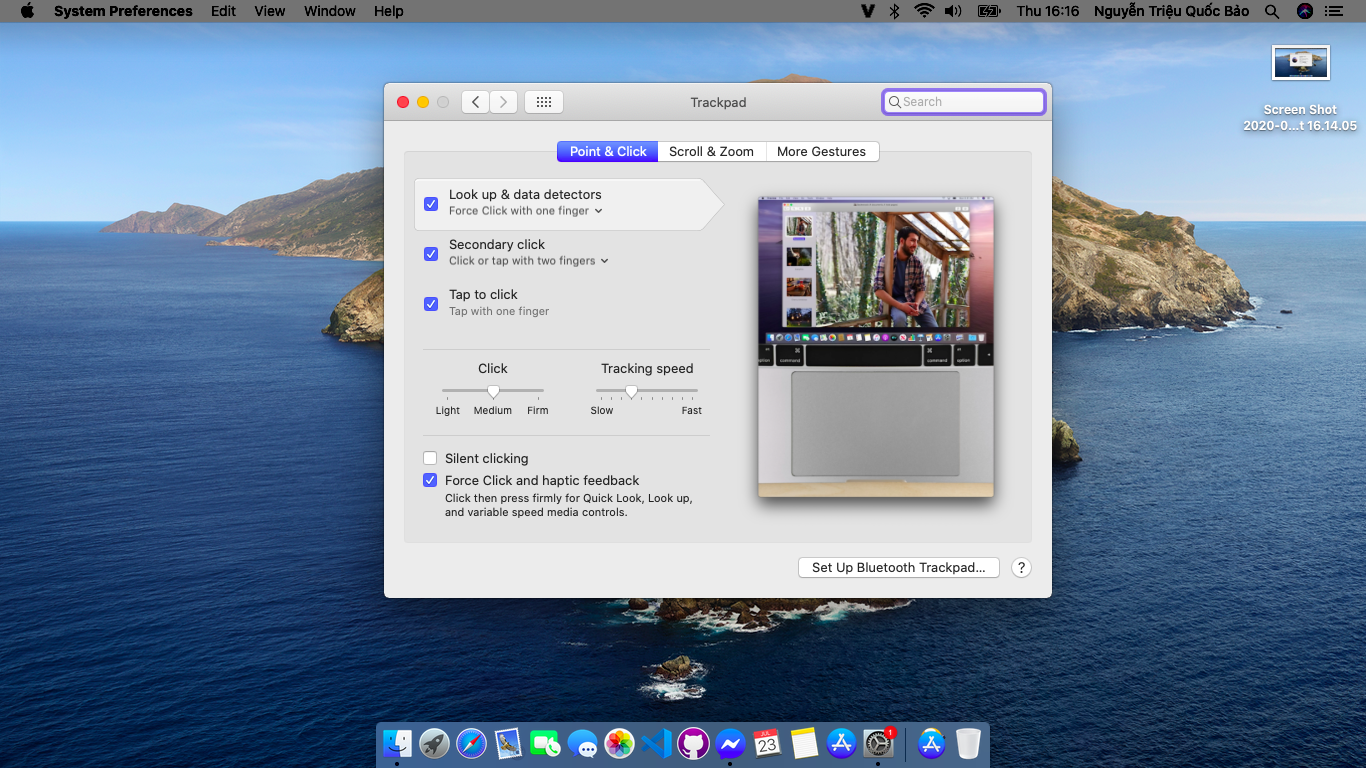 System Preferences Edit View Window Help
Thu 16:16 Nguyễn Triệu Quốc Bảo
Screen Shot
2020-0...t 16.14.05
Trackpad
Search
Point & Click Scroll & Zoom More Gestures
Look up & data detectors
Force Click with one finger
Secondary click
Click or tap with two fingers
Tap to click
Tap with one finger
option command command option
Click Tracking speed
Light Medium Firm Slow Fast
Silent clicking
Force Click and haptic feedback
Click then press firmly for Quick Look, Look up,
and variable speed media controls.
Set Up Bluetooth Trackpad... ?
JUL
23
1